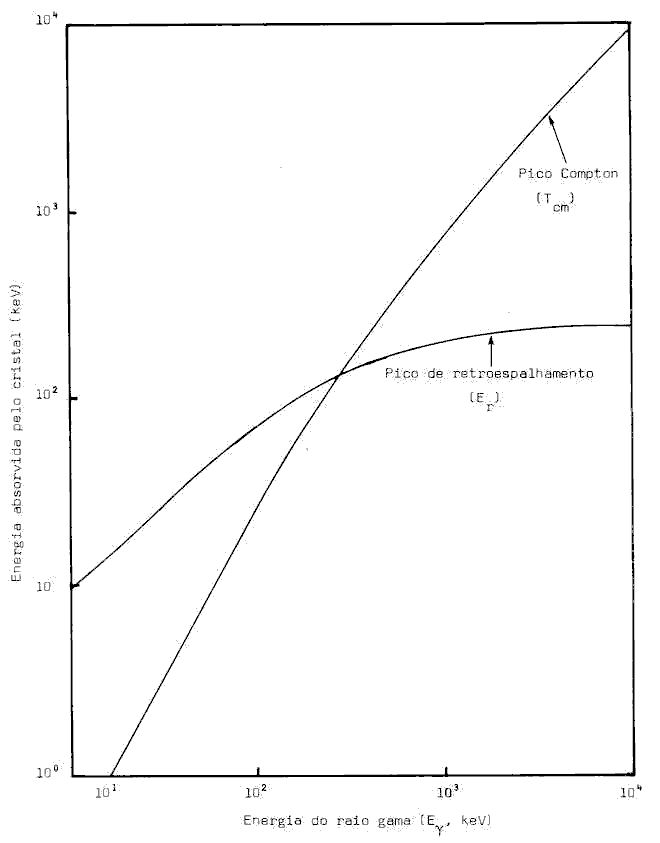 10⁴
10³
10²
10
10⁰
Energia absorvida pelo cristal (keV)
Pico Compton
(T_cm)
Pico de retroespalhamento
(E_r)
10¹ 10² 10³ 10⁴
Energia do raio gama (E_γ, keV)